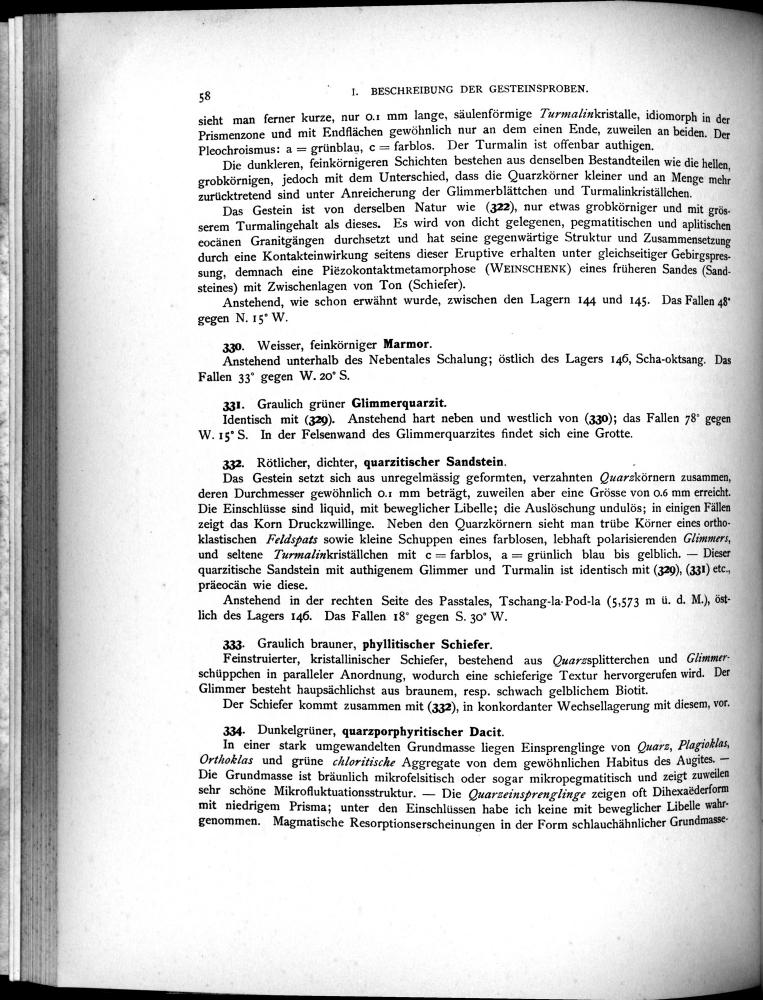 58
I. BESCHREIBUNG DER GESTEINSPROBEN.
sieht man ferner kurze, nur 0.1 mm lange, säulenförmige Turmalinkristalle, idiomorph in der
Prismenzone und mit Endflächen gewöhnlich nur an dem einen Ende, zuweilen an beiden. Der
Pleochroismus: a = grünblau, c = farblos. Der Turmalin ist offenbar authigen.
Die dunkleren, feinkörnigeren Schichten bestehen aus denselben Bestandteilen wie die hellen,
grobkörnigen, jedoch mit dem Unterschied, dass die Quarzkörner kleiner und an Menge mehr
zurücktretend sind unter Anreicherung der Glimmerblättchen und Turmalinkriställchen.
Das Gestein ist von derselben Natur wie (322), nur etwas grobkörniger und mit grös-
serem Turmalingehalt als dieses. Es wird von dicht gelegenen, pegmatitischen und aplitischen
eocänen Granitgängen durchsetzt und hat seine gegenwärtige Struktur und Zusammensetzung
durch eine Kontakteinwirkung seitens dieser Eruptive erhalten unter gleichseitiger Gebirgspres-
sung, demnach eine Piëzokontaktmetamorphose (WEINSCHENK) eines früheren Sandes (Sand-
steines) mit Zwischenlagen von Ton (Schiefer).
Anstehend, wie schon erwähnt wurde, zwischen den Lagern 144 und 145. Das Fallen 48°
gegen N. 15° W.
330. Weisser, feinkörniger Marmor.
Anstehend unterhalb des Nebentales Schalung; östlich des Lagers 146, Scha-oktsang. Das
Fallen 33° gegen W. 20° S.
331. Graulich grüner Glimmerquarzit.
Identisch mit (329). Anstehend hart neben und westlich von (330); das Fallen 78° gegen
W. 15° S. In der Felsenwand des Glimmerquarzites findet sich eine Grotte.
332. Rötlicher, dichter, quarzitischer Sandstein.
Das Gestein setzt sich aus unregelmässig geformten, verzahnten Quarzkörnern zusammen,
deren Durchmesser gewöhnlich 0.1 mm beträgt, zuweilen aber eine Grösse von 0.6 mm erreicht.
Die Einschlüsse sind liquid, mit beweglicher Libelle; die Auslöschung undulös; in einigen Fällen
zeigt das Korn Druckzwillinge. Neben den Quarzkörnern sieht man trübe Körner eines ortho-
klastischen Feldspats sowie kleine Schuppen eines farblosen, lebhaft polarisierenden Glimmers,
und seltene Turmalinkriställchen mit c = farblos, a = grünlich blau bis gelblich. — Dieser
quarzitische Sandstein mit authigenem Glimmer und Turmalin ist identisch mit (329), (331) etc.,
präeocän wie diese.
Anstehend in der rechten Seite des Passtales, Tschang-la-Pod-la (5,573 m ü. d. M.), öst-
lich des Lagers 146. Das Fallen 18° gegen S. 30° W.
333. Graulich brauner, phyllitischer Schiefer.
Feinstruierter, kristallinischer Schiefer, bestehend aus Quarzsplitterchen und Glimmer-
schüppchen in paralleler Anordnung, wodurch eine schieferige Textur hervorgerufen wird. Der
Glimmer besteht haupsächlichst aus braunem, resp. schwach gelblichem Biotit.
Der Schiefer kommt zusammen mit (332), in konkordanter Wechsellagerung mit diesem, vor.
334. Dunkelgrüner, quarzporphyritischer Dacit.
In einer stark umgewandelten Grundmasse liegen Einsprenglinge von Quarz, Plagioklas,
Orthoklas und grüne chloritische Aggregate von dem gewöhnlichen Habitus des Augites. —
Die Grundmasse ist bräunlich mikrofelsitisch oder sogar mikropegmatitisch und zeigt zuweilen
sehr schöne Mikrofluktuationsstruktur. — Die Quarzeinsprenglinge zeigen oft Dihexaëderform
mit niedrigem Prisma; unter den Einschlüssen habe ich keine mit beweglicher Libelle wahr-
genommen. Magmatische Resorptionserscheinungen in der Form schlauchähnlicher Grundmasse-